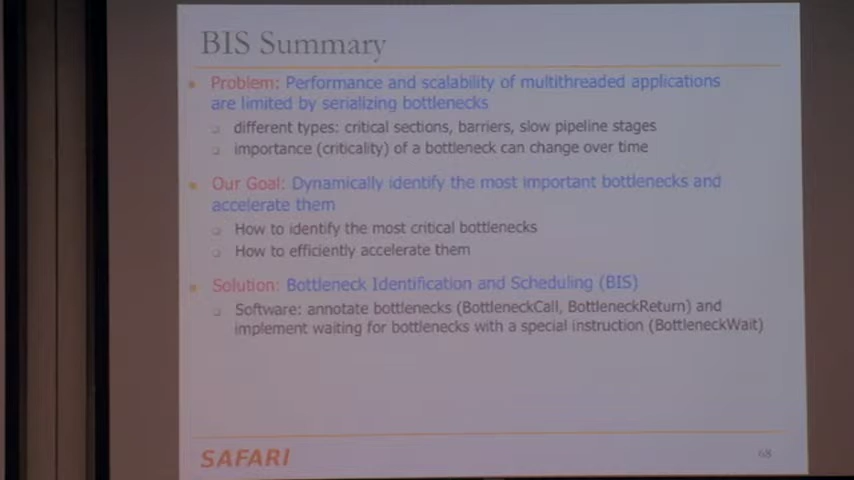 BIS Summary
Problem: Performance and scalability of multithreaded applications
are limited by serializing bottlenecks
different types: critical sections, barriers, slow pipeline stages
importance (criticality) of a bottleneck can change over time
Our Goal: Dynamically identify the most important bottlenecks and
accelerate them
How to identify the most critical bottlenecks
How to efficiently accelerate them
Solution: Bottleneck Identification and Scheduling (BIS)
Software: annotate bottlenecks (BottleneckCall, BottleneckReturn) and
implement waiting for bottlenecks with a special instruction (BottleneckWait)
SAFARI
68